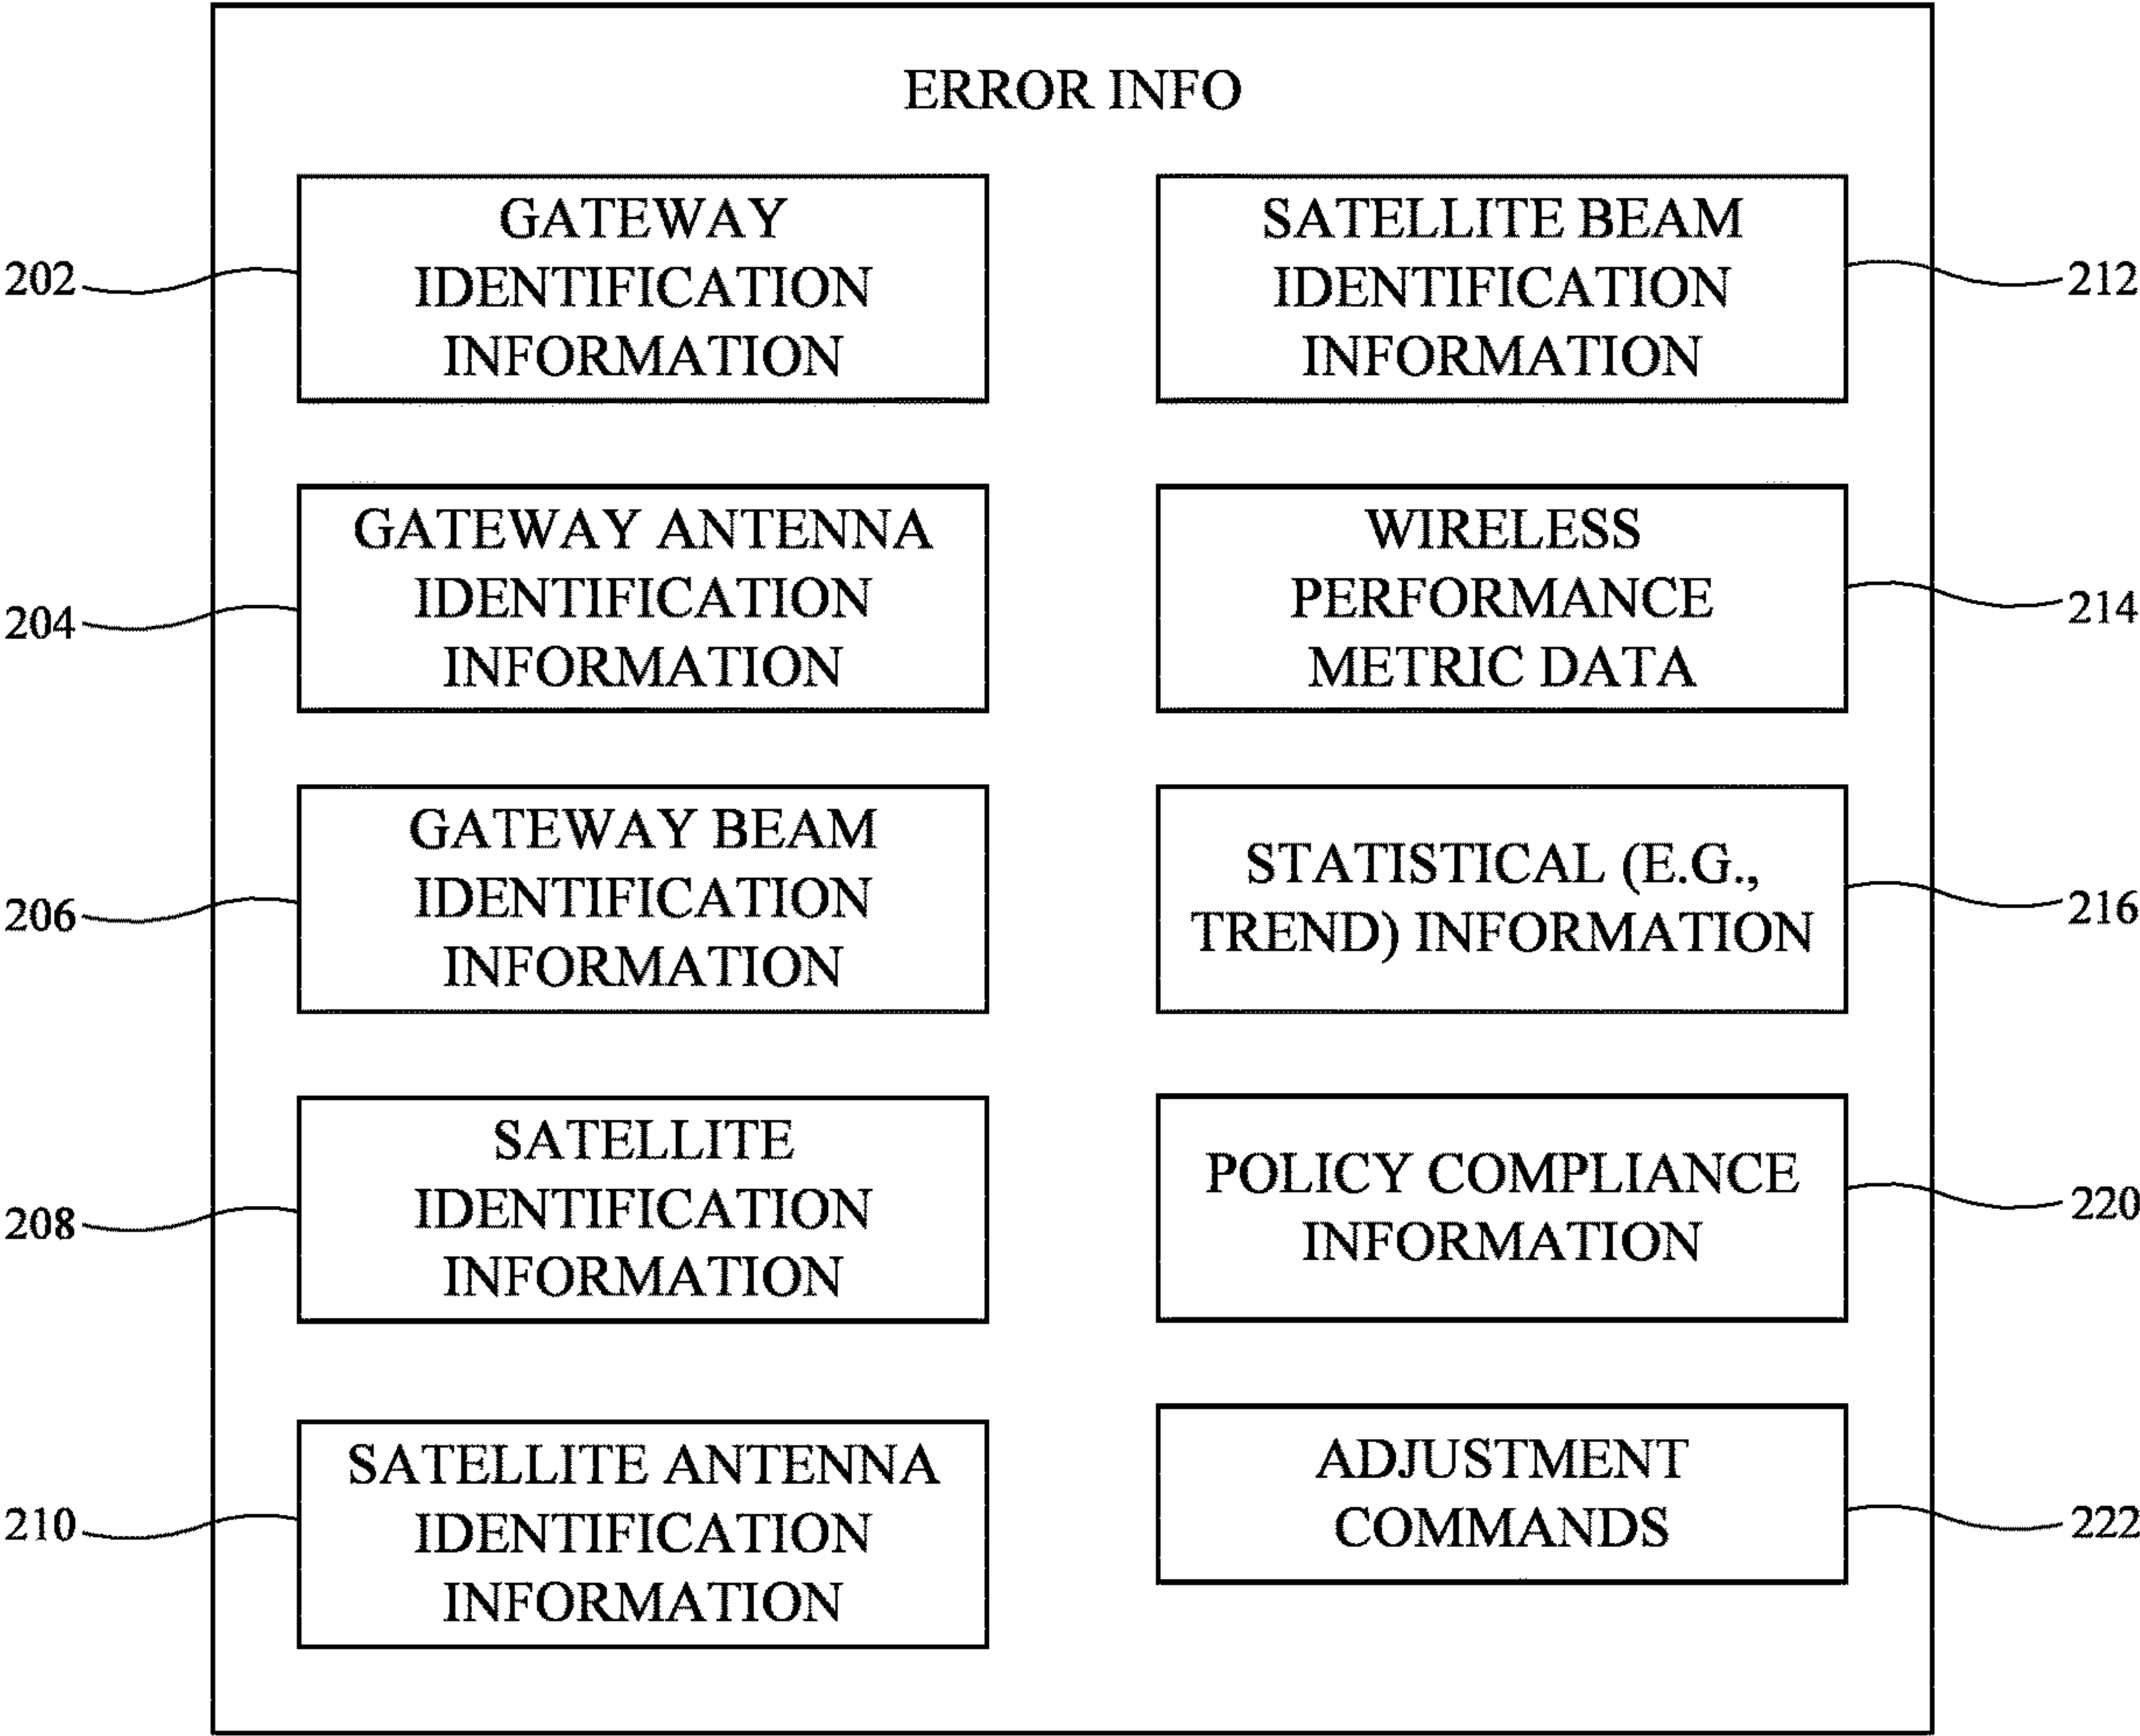 ERROR INFO
202
GATEWAY
IDENTIFICATION
INFORMATION
204
GATEWAY ANTENNA
IDENTIFICATION
INFORMATION
206
GATEWAY BEAM
IDENTIFICATION
INFORMATION
208
SATELLITE
IDENTIFICATION
INFORMATION
210
SATELLITE ANTENNA
IDENTIFICATION
INFORMATION
SATELLITE BEAM
IDENTIFICATION
INFORMATION
212
WIRELESS
PERFORMANCE
METRIC DATA
214
STATISTICAL (E.G.,
TREND) INFORMATION
216
POLICY COMPLIANCE
INFORMATION
220
ADJUSTMENT
COMMANDS
222